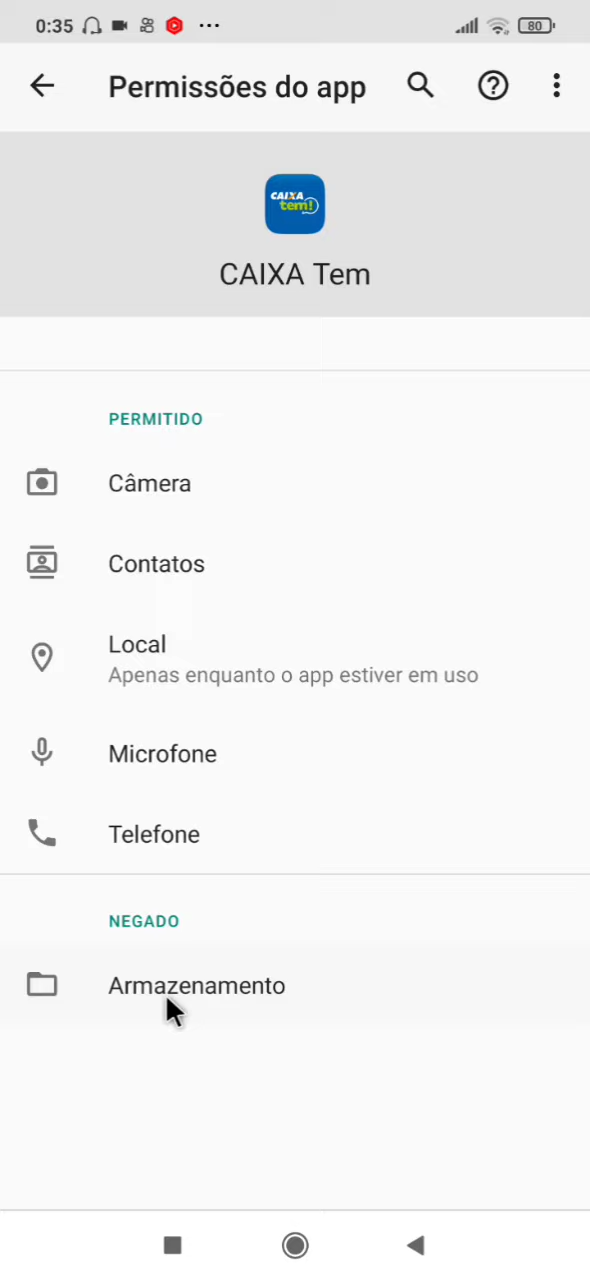 0:35 ... 80
Permissões do app
CAIXA
tem!
CAIXA Tem
PERMITIDO
Câmera
Contatos
Local
Apenas enquanto o app estiver em uso
Microfone
Telefone
NEGADO
Armazenamento